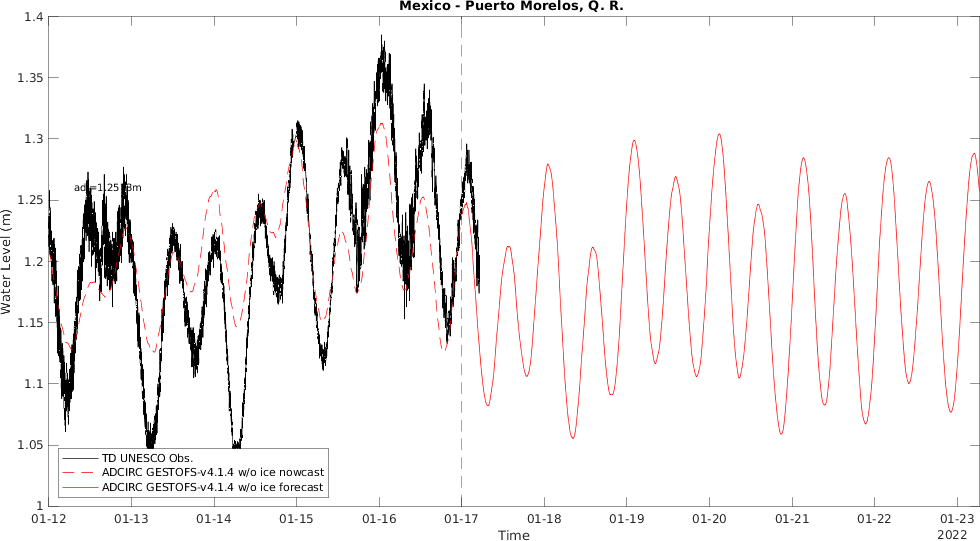 Mexico - Puerto Morelos, Q. R.
1.4
1.35
1.3
1.25
1.2
1.15
1.1
1.05
1
Water Level (m)
TD UNESCO Obs.
ADCIRC GESTOFS-v4.1.4 w/o ice nowcast
ADCIRC GESTOFS-v4.1.4 w/o ice forecast
01-12 01-13 01-14 01-15 01-16 01-17 01-18 01-19 01-20 01-21 01-22 01-23
Time
2022